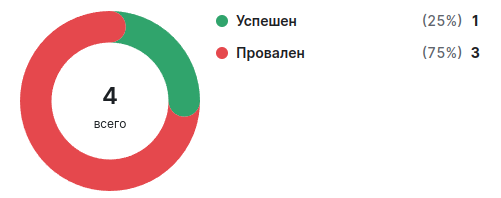 4
всего
Успешен (25%) 1
Провален (75%) 3